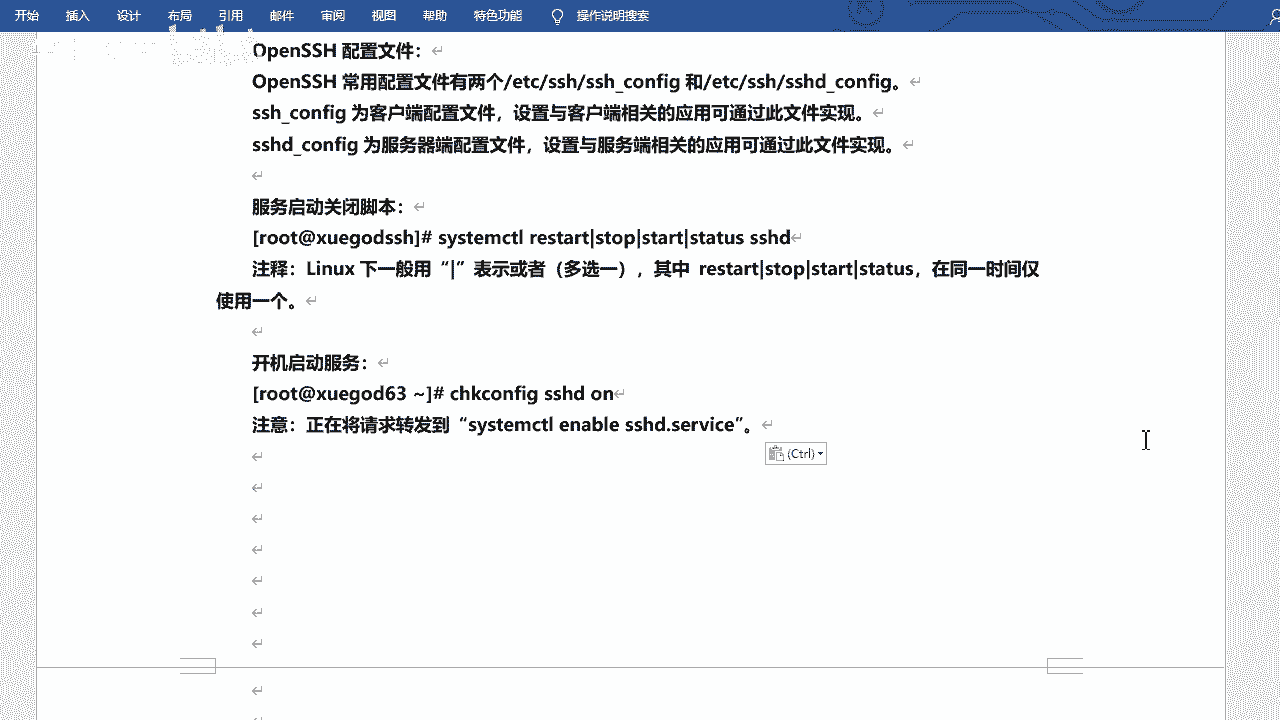 开始 插入 设计 布局 引用 邮件 审阅 视图 帮助 特色功能 操作说明搜索
OpenSSH 配置文件：
OpenSSH 常用配置文件有两个/etc/ssh/ssh_config 和/etc/ssh/sshd_config。
ssh_config 为客户端配置文件，设置与客户端相关的应用可通过此文件实现。
sshd_config 为服务器端配置文件，设置与服务端相关的应用可通过此文件实现。
服务启动关闭脚本：
[root@xuegodssh]# systemctl restart|stop|start|status sshd
注释：Linux 下一般用“|”表示或者（多选一），其中 restart|stop|start|status，在同一时间仅
使用一个。
开机启动服务：
[root@xuegod63 ~]# chkconfig sshd on
注意：正在将请求转发到“systemctl enable sshd.service”。
(Ctrl)